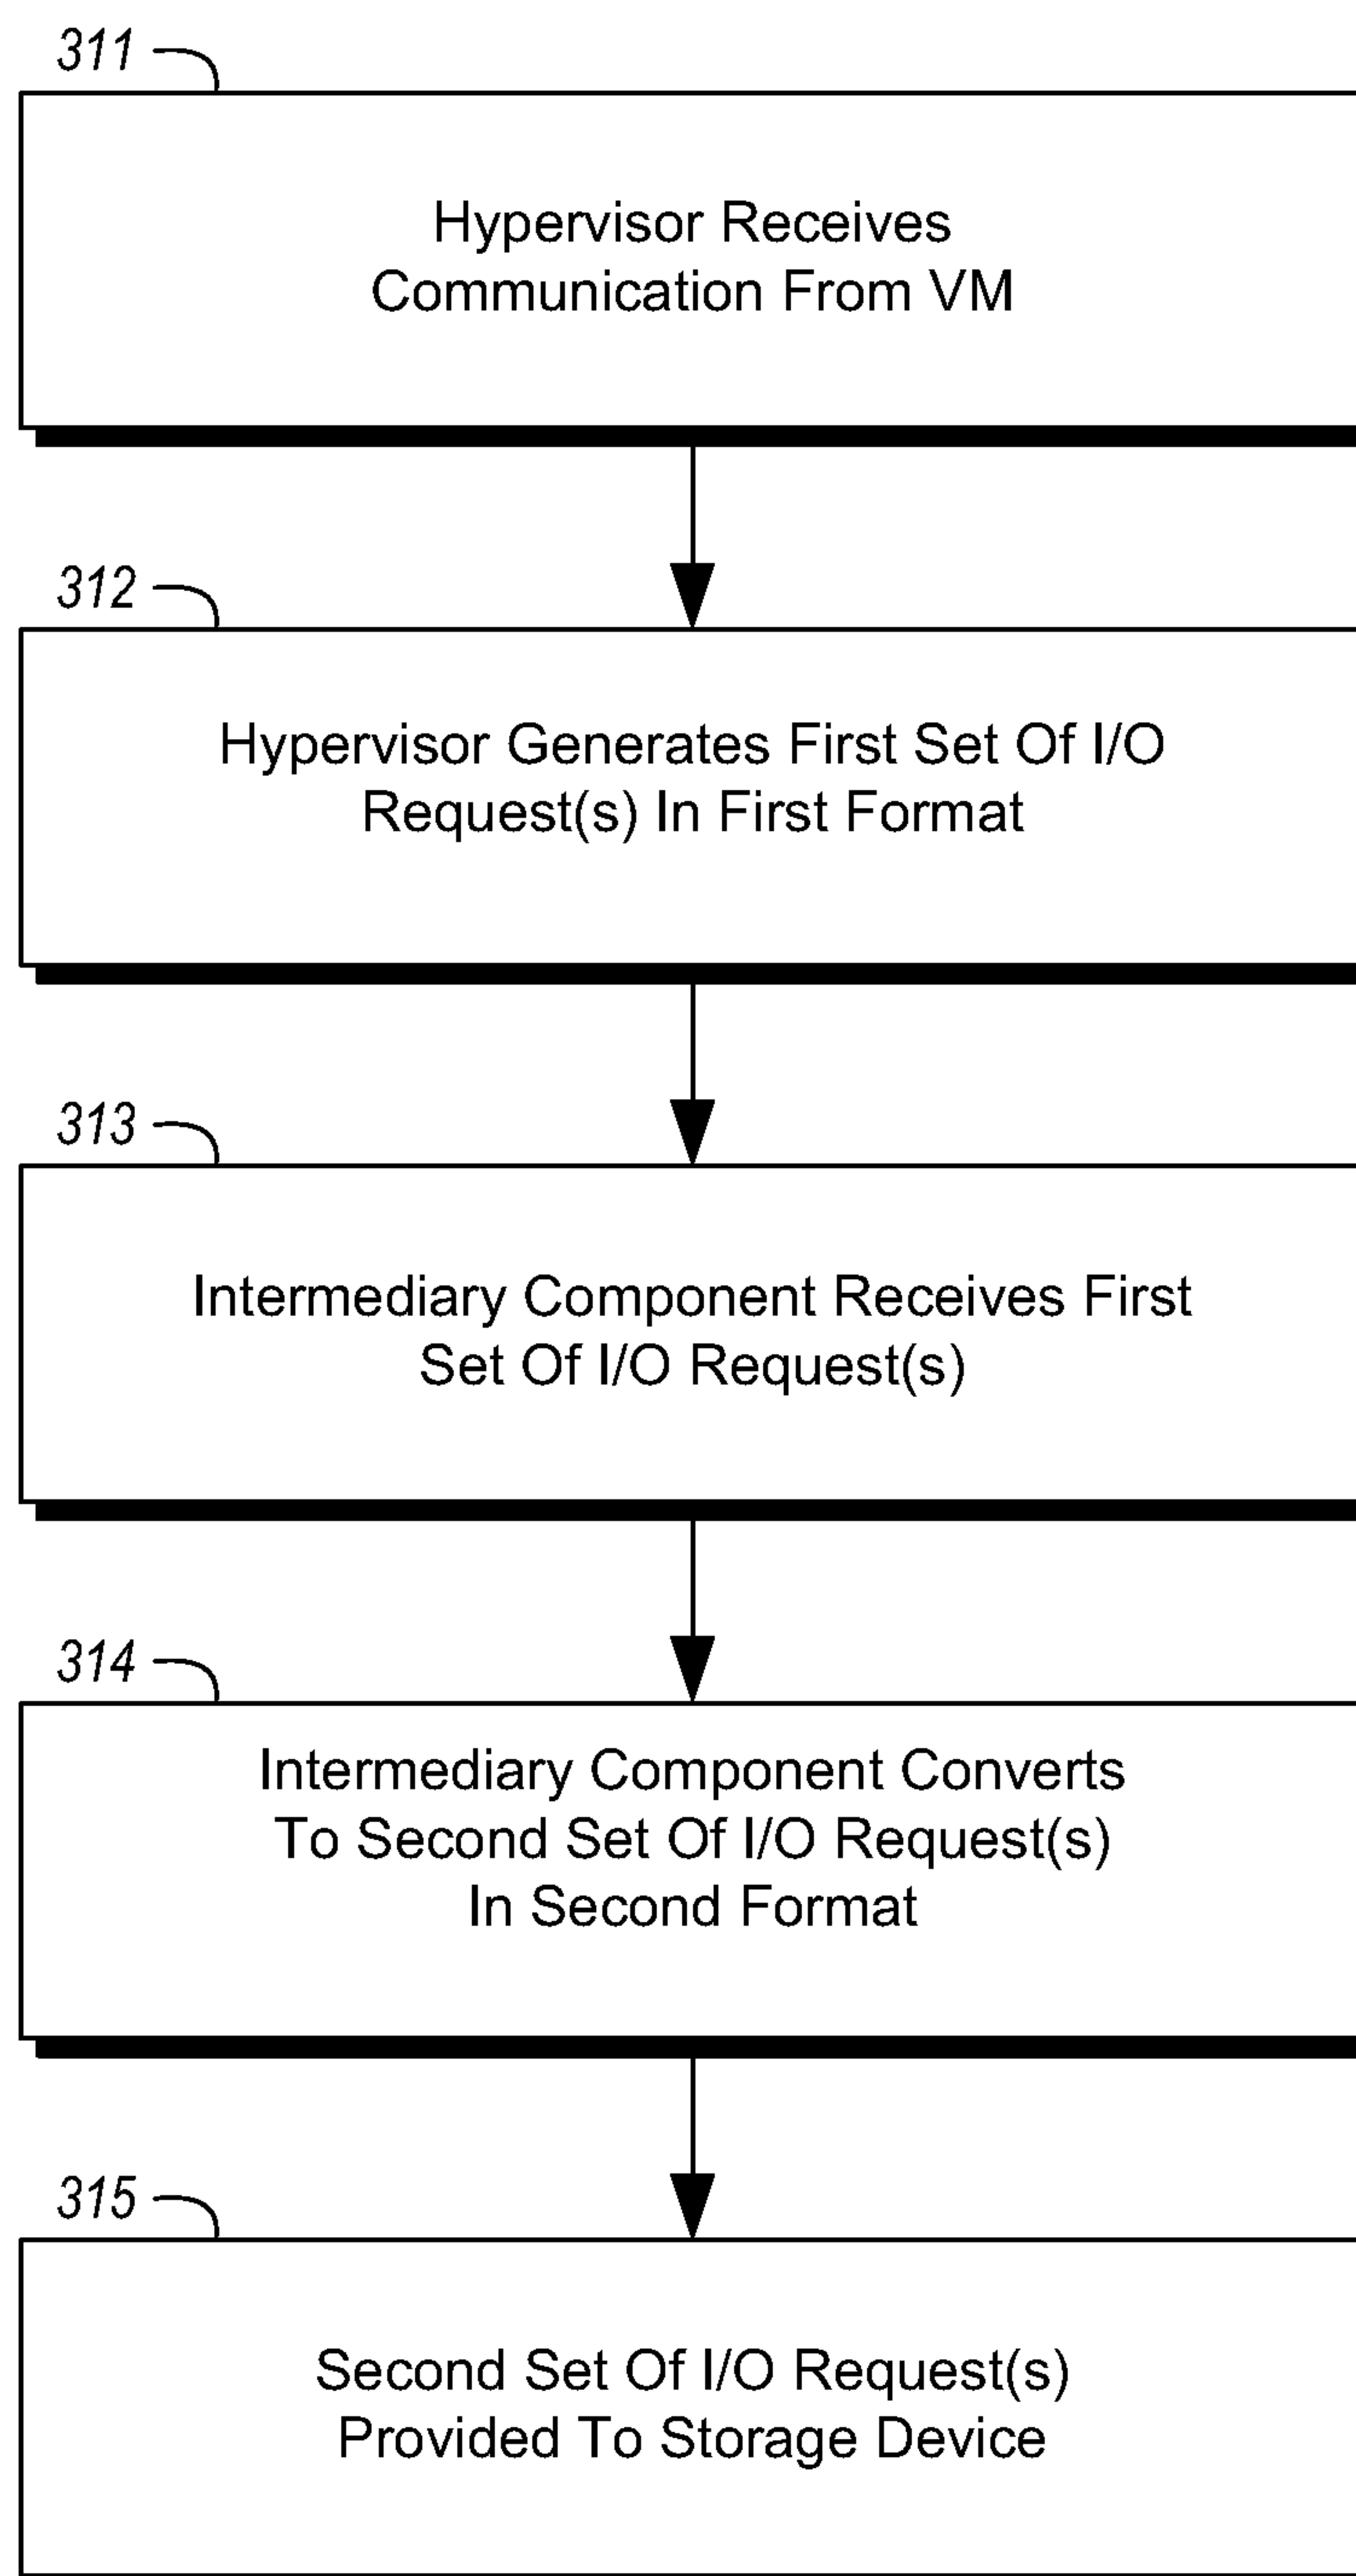 311
Hypervisor Receives
Communication From VM
312
Hypervisor Generates First Set Of I/O
Request(s) In First Format
313
Intermediary Component Receives First
Set Of I/O Request(s)
314
Intermediary Component Converts
To Second Set Of I/O Request(s)
In Second Format
315
Second Set Of I/O Request(s)
Provided To Storage Device